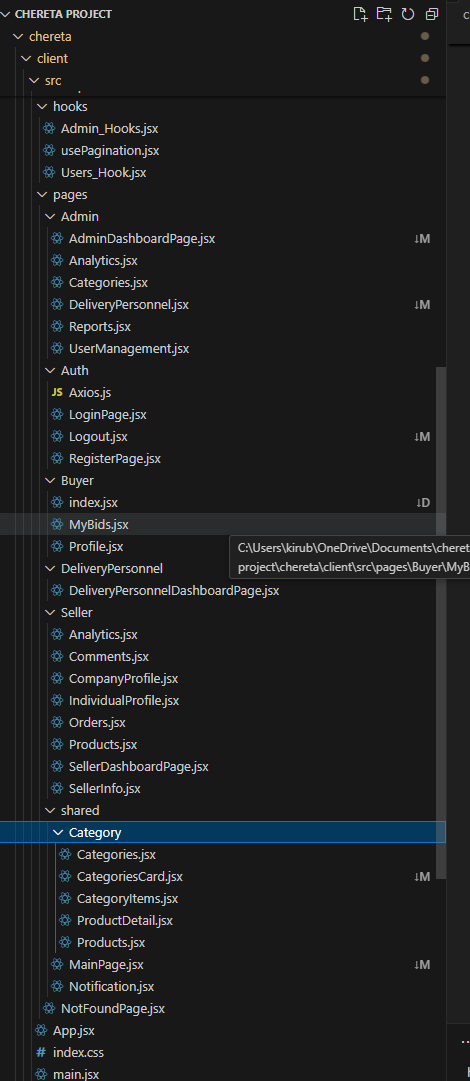 CHERETA PROJECT
chereta
client
src
hooks
Admin_Hooks.jsx
usePagination.jsx
Users_Hook.jsx
pages
Admin
AdminDashboardPage.jsx ↓M
Analytics.jsx
Categories.jsx
DeliveryPersonnel.jsx ↓M
Reports.jsx
UserManagement.jsx
Auth
JS Axios.js
LoginPage.jsx
Logout.jsx ↓M
RegisterPage.jsx
Buyer
index.jsx ↓D
MyBids.jsx
Profile.jsx
C:\Users\kirub\OneDrive\Documents\cheret
project\chereta\client\src\pages\Buyer\MyB
DeliveryPersonnel
DeliveryPersonnelDashboardPage.jsx
Seller
Analytics.jsx
Comments.jsx
CompanyProfile.jsx
IndividualProfile.jsx
Orders.jsx
Products.jsx
SellerDashboardPage.jsx
SellerInfo.jsx
shared
Category
Categories.jsx
CategoriesCard.jsx ↓M
CategoryItems.jsx
ProductDetail.jsx
Products.jsx
MainPage.jsx ↓M
Notification.jsx
NotFoundPage.jsx
App.jsx
# index.css
main.jsx